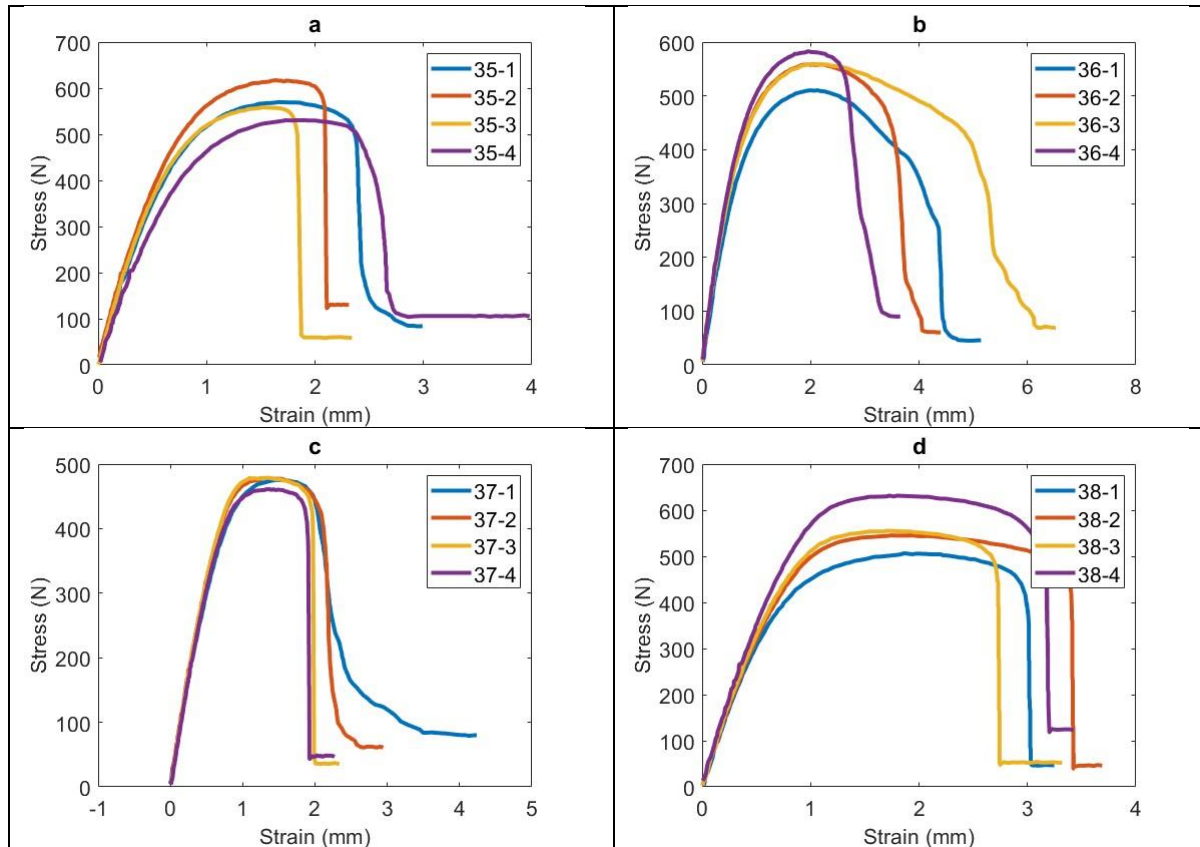 a
700
600
500
400
300
200
100
0
0 1 2 3 4
Stress (N)
Strain (mm)
35-1
35-2
35-3
35-4
b
600
500
400
300
200
100
0
0 2 4 6 8
Stress (N)
Strain (mm)
36-1
36-2
36-3
36-4
c
500
400
300
200
100
0
-1 0 1 2 3 4 5
Stress (N)
Strain (mm)
37-1
37-2
37-3
37-4
d
700
600
500
400
300
200
100
0
0 1 2 3 4
Stress (N)
Strain (mm)
38-1
38-2
38-3
38-4